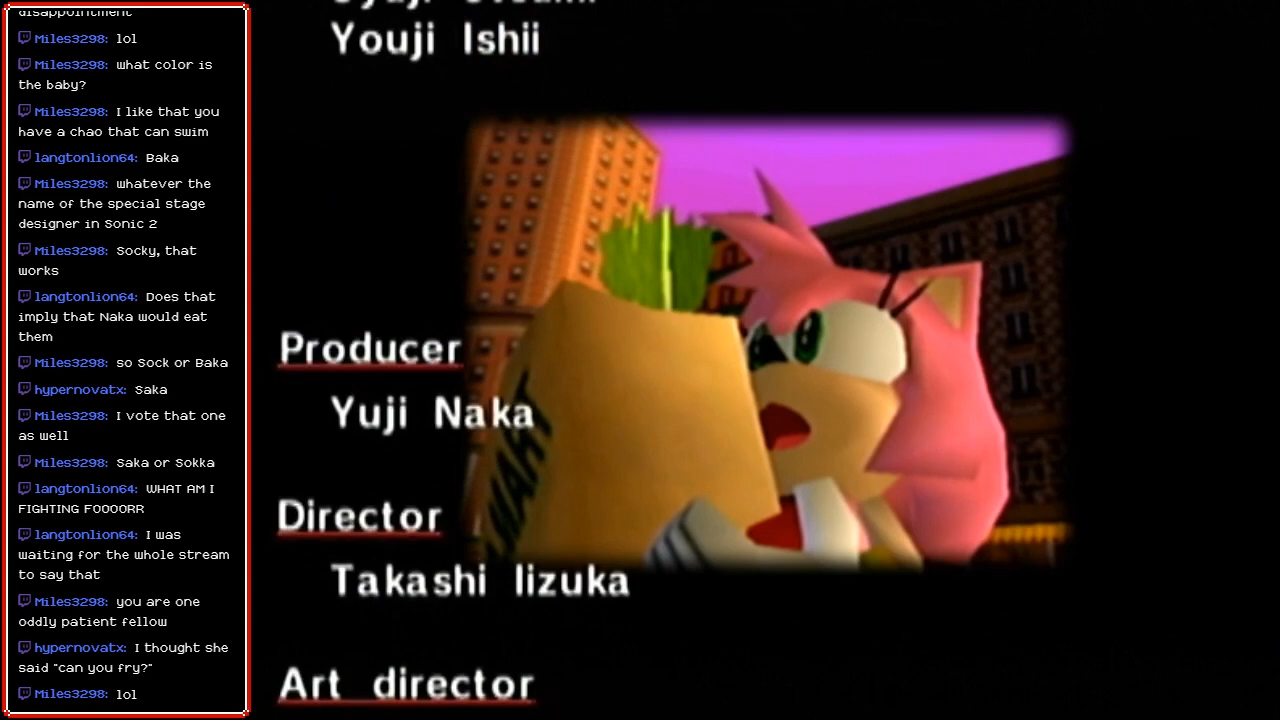 disappointment
Miles3298: lol
Miles3298: what color is
the baby?
Miles3298: I like that you
have a chao that can swim
langtonlion64: Baka
Miles3298: whatever the
name of the special stage
designer in Sonic 2
Miles3298: Socky, that
works
langtonlion64: Does that
imply that Naka would eat
them
Miles3298: so Sock or Baka
hypernovatx: Saka
Miles3298: I vote that one
as well
Miles3298: Saka or Sokka
langtonlion64: WHAT AM I
FIGHTING FOOOORR
langtonlion64: I was
waiting for the whole stream
to say that
Miles3298: you are one
oddly patient fellow
hypernovatx: I thought she
said "can you fry?"
Miles3298: lol
Youji Ishii
Producer
Yuji Naka
Director
Takashi Iizuka
Art director